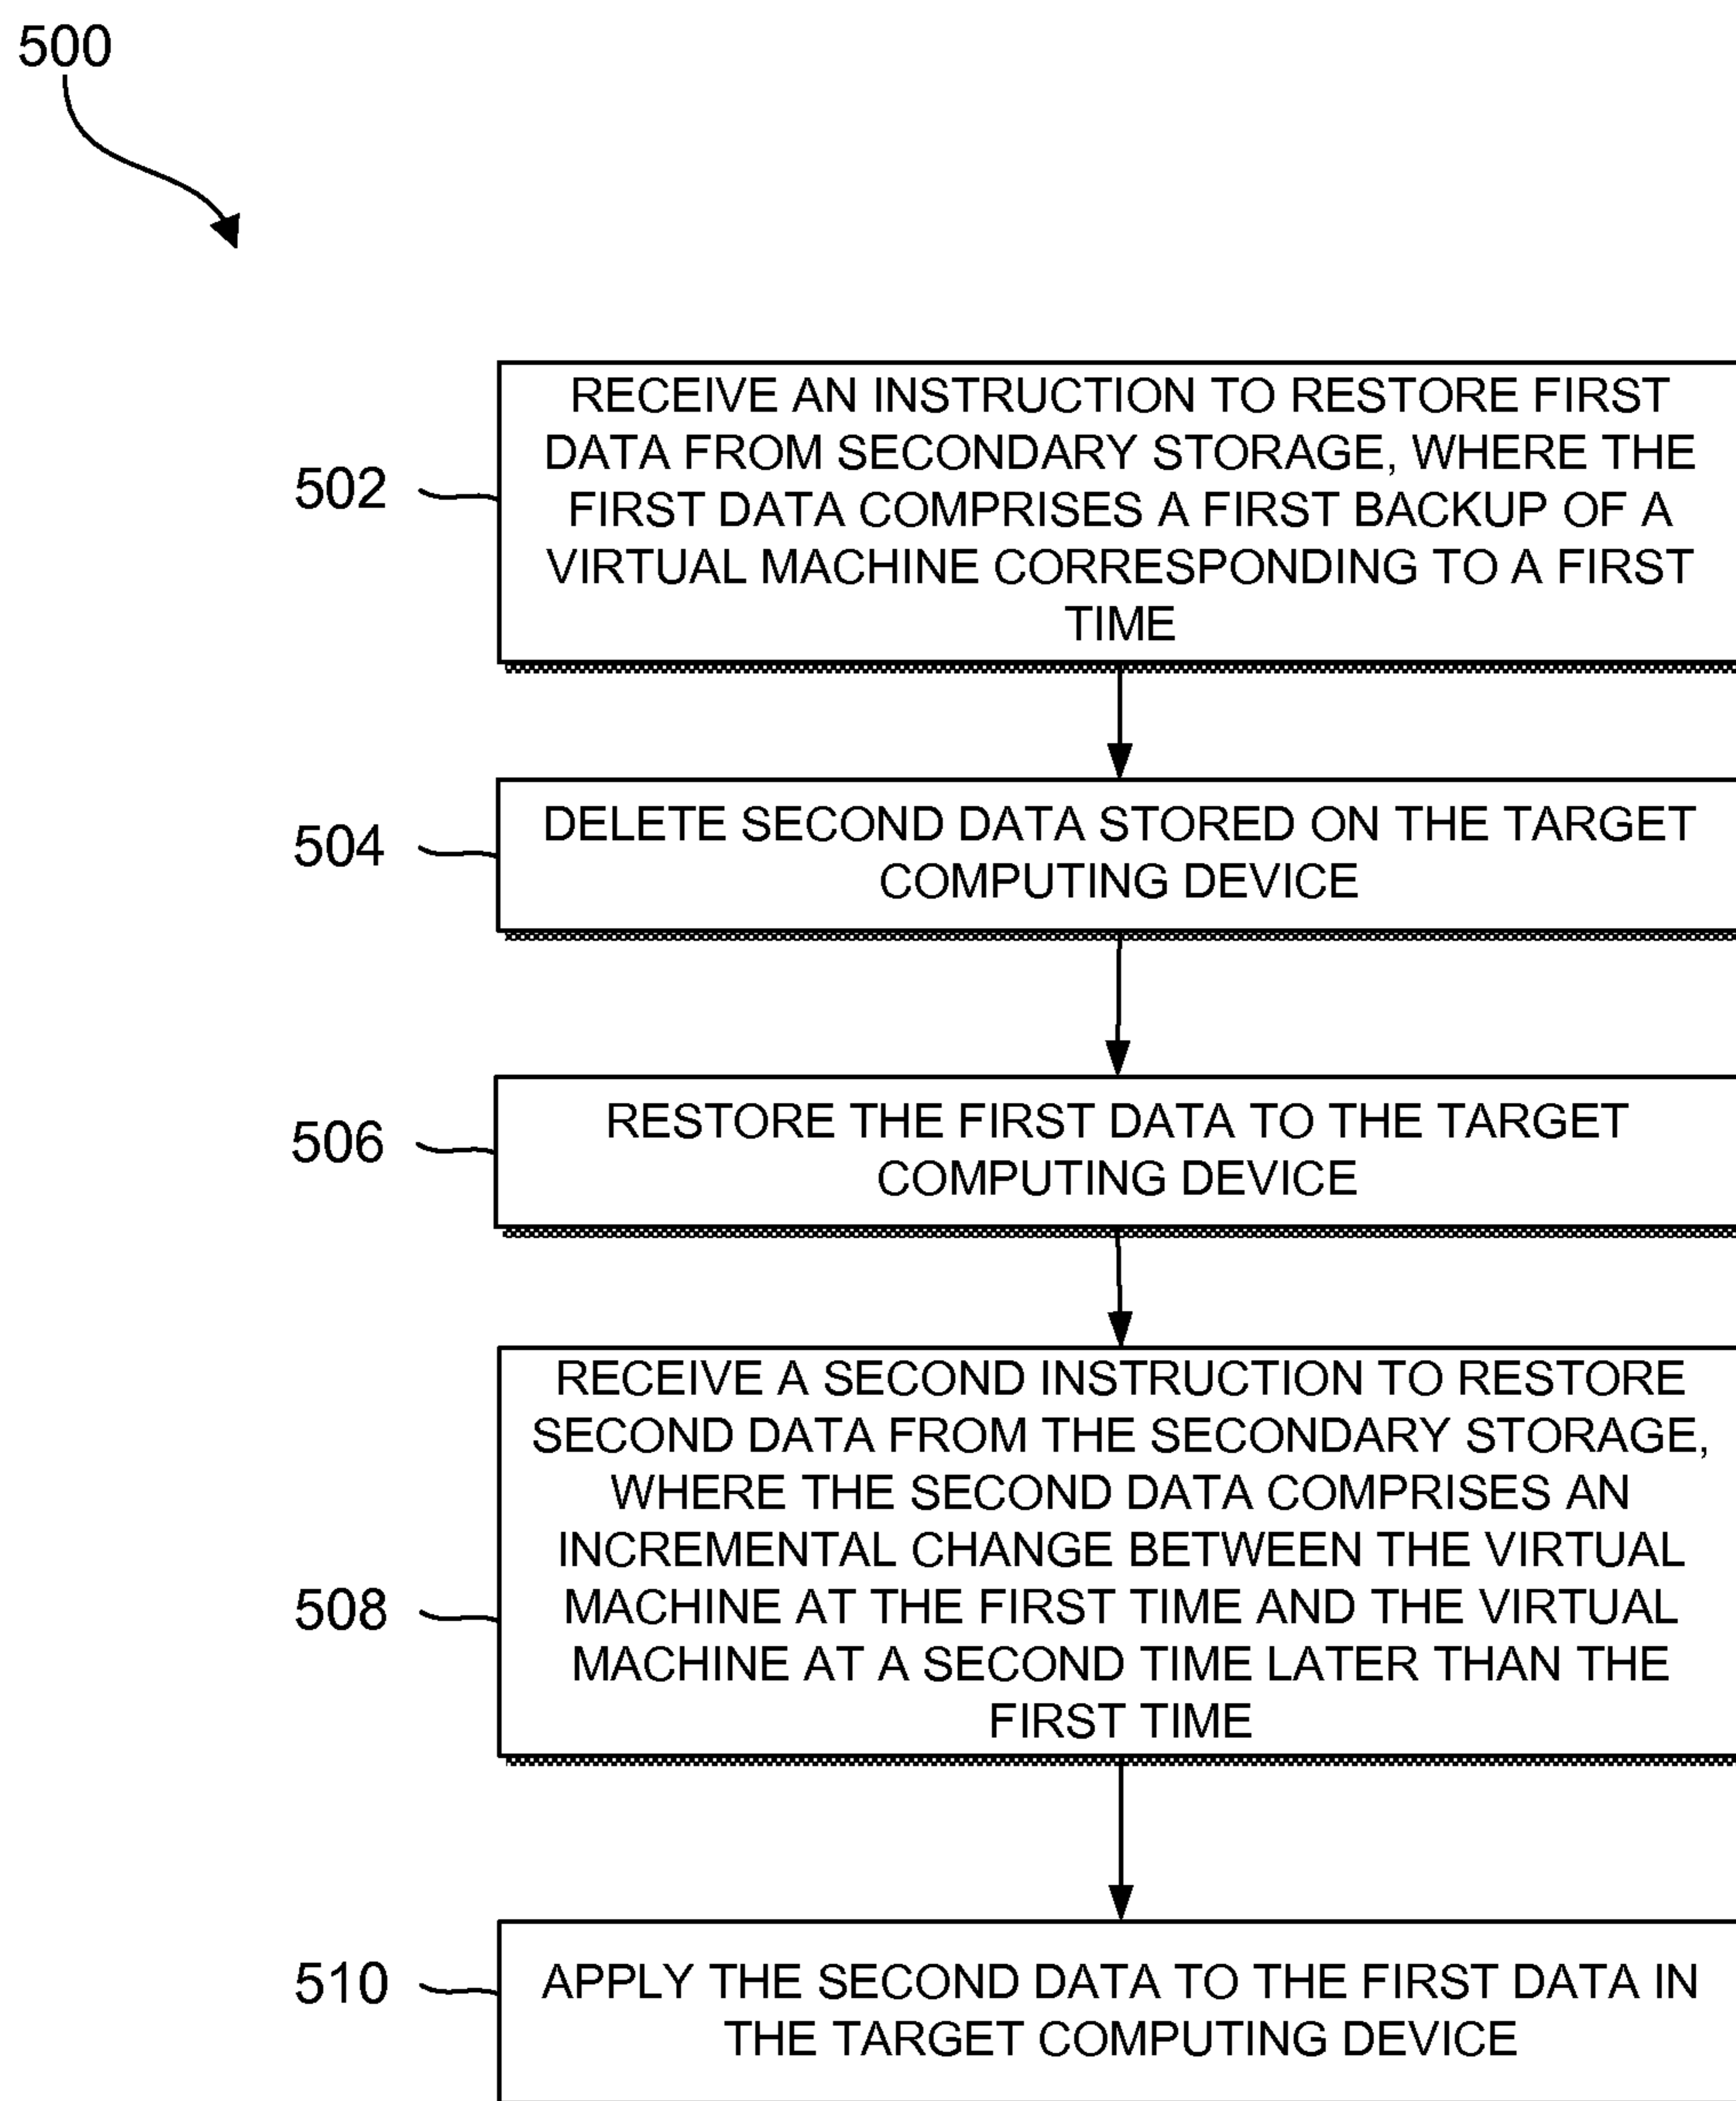 500
502
RECEIVE AN INSTRUCTION TO RESTORE FIRST
DATA FROM SECONDARY STORAGE, WHERE THE
FIRST DATA COMPRISES A FIRST BACKUP OF A
VIRTUAL MACHINE CORRESPONDING TO A FIRST
TIME
504
DELETE SECOND DATA STORED ON THE TARGET
COMPUTING DEVICE
506
RESTORE THE FIRST DATA TO THE TARGET
COMPUTING DEVICE
508
RECEIVE A SECOND INSTRUCTION TO RESTORE
SECOND DATA FROM THE SECONDARY STORAGE,
WHERE THE SECOND DATA COMPRISES AN
INCREMENTAL CHANGE BETWEEN THE VIRTUAL
MACHINE AT THE FIRST TIME AND THE VIRTUAL
MACHINE AT A SECOND TIME LATER THAN THE
FIRST TIME
510
APPLY THE SECOND DATA TO THE FIRST DATA IN
THE TARGET COMPUTING DEVICE